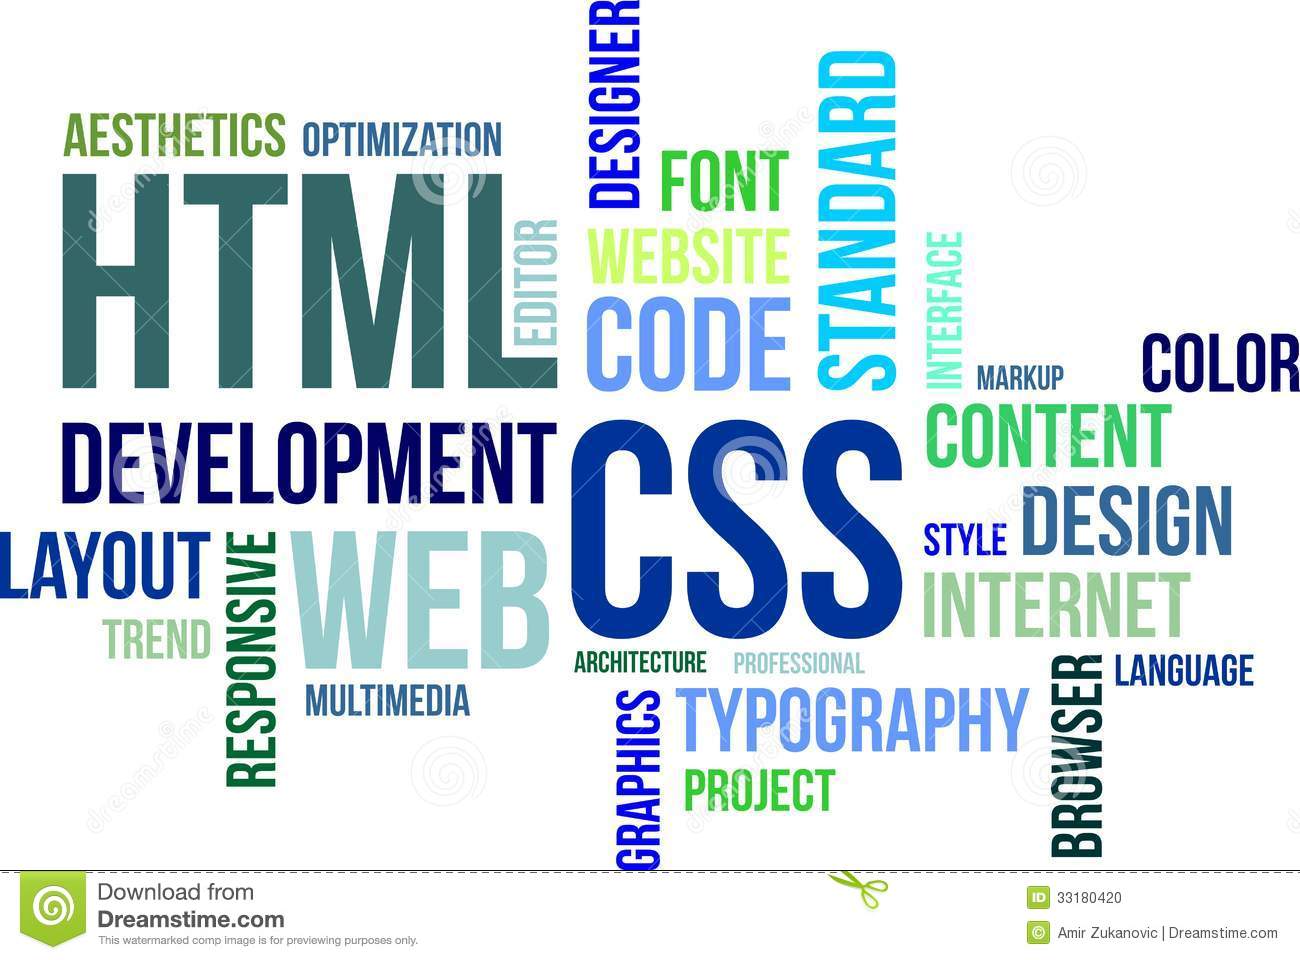 DESIGNER
STANDARD
AESTHETICS
OPTIMIZATION
FONT
HTML
EDITOR
WEBSITE
INTERFACE
CODE
COLOR
MARKUP
CONTENT
DEVELOPMENT
CSS
DESIGN
STYLE
LAYOUT
RESPONSIVE
WEB
INTERNET
TREND
ARCHITECTURE
PROFESSIONAL
LANGUAGE
BROWSER
MULTIMEDIA
GRAPHICS
TYPOGRAPHY
PROJECT
Download from
Dreamstime.com
This watermarked comp image is for previewing purposes only.
ID 33180420
© Amir Zukanovic | Dreamstime.com